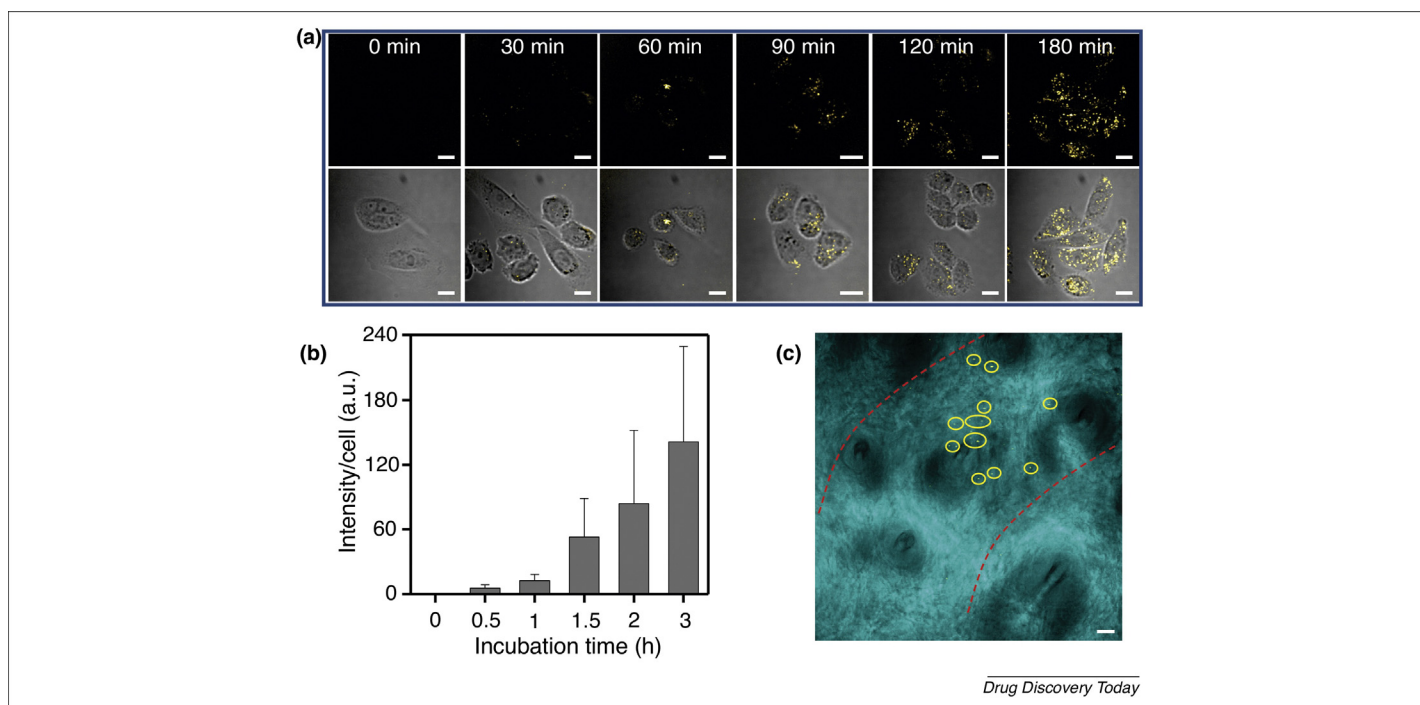 (a)
0 min 30 min 60 min 90 min 120 min 180 min
(b)
240
180
120
60
0
Intensity/cell (a.u.)
0 0.5 1 1.5 2 3
Incubation time (h)
(c)
Drug Discovery Today